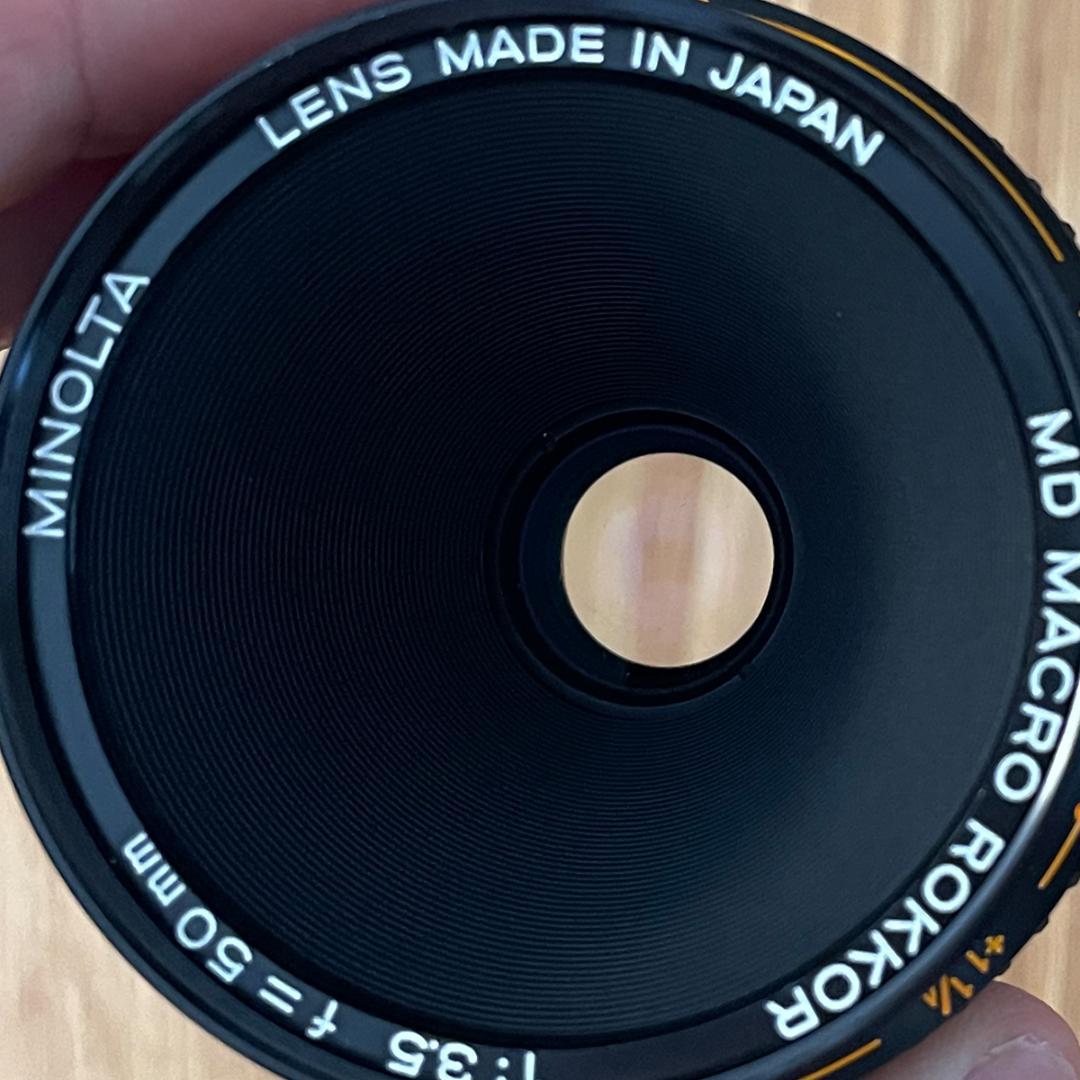 LENS MADE IN JAPAN
MD MACRO ROKKOR
1:3.5 f=50mm
MINOLTA